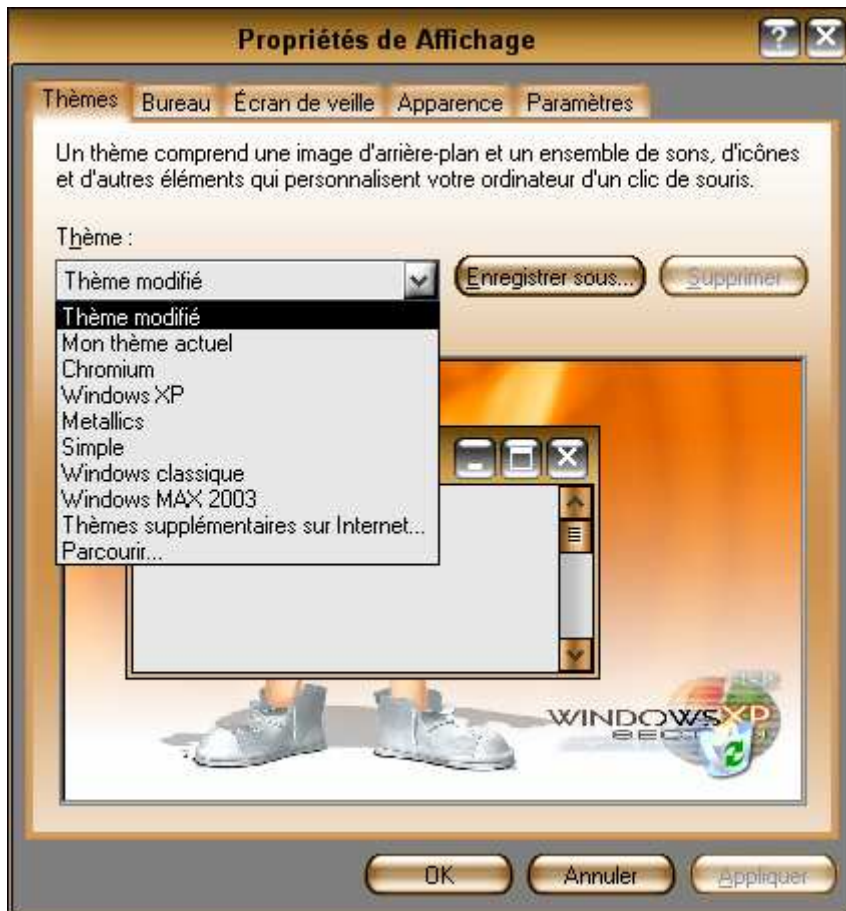 Propriétés de Affichage
Thèmes Bureau Écran de veille Apparence Paramètres
Un thème comprend une image d'arrière-plan et un ensemble de sons, d'icônes
et d'autres éléments qui personnalisent votre ordinateur d'un clic de souris.
Thème :
Thème modifié
Enregistrer sous...
Supprimer
Thème modifié
Mon thème actuel
Chromium
Windows XP
Metallics
Simple
Windows classique
Windows MAX 2003
Thèmes supplémentaires sur Internet...
Parcourir...
WINDOWSXP
OK Annuler Appliquer